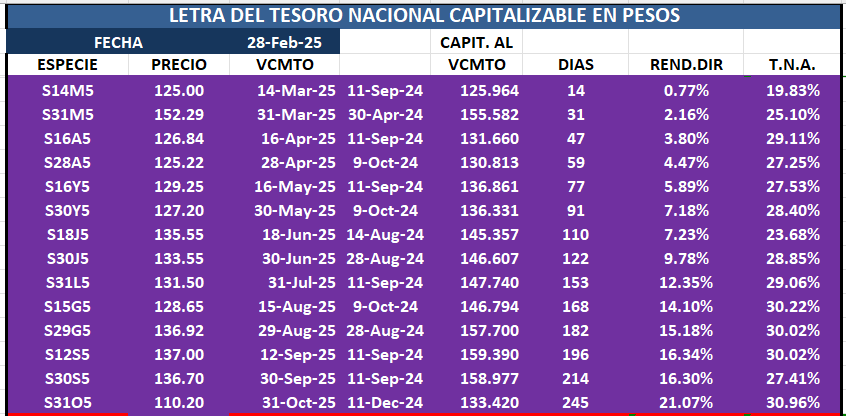 LETRA DEL TESORO NACIONAL CAPITALIZABLE EN PESOS
FECHA 28-Feb-25 CAPIT. AL
ESPECIE PRECIO VCMTO VCMTO DIAS REND.DIR T.N.A.
S14M5 125.00 14-Mar-25 11-Sep-24 125.964 14 0.77% 19.83%
S31M5 152.29 31-Mar-25 30-Apr-24 155.582 31 2.16% 25.10%
S16A5 126.84 16-Apr-25 11-Sep-24 131.660 47 3.80% 29.11%
S28A5 125.22 28-Apr-25 9-Oct-24 130.813 59 4.47% 27.25%
S16Y5 129.25 16-May-25 11-Sep-24 136.861 77 5.89% 27.53%
S30Y5 127.20 30-May-25 9-Oct-24 136.331 91 7.18% 28.40%
S18J5 135.55 18-Jun-25 14-Aug-24 145.357 110 7.23% 23.68%
S30J5 133.55 30-Jun-25 28-Aug-24 146.607 122 9.78% 28.85%
S31L5 131.50 31-Jul-25 11-Sep-24 147.740 153 12.35% 29.06%
S15G5 128.65 15-Aug-25 9-Oct-24 146.794 168 14.10% 30.22%
S29G5 136.92 29-Aug-25 28-Aug-24 157.700 182 15.18% 30.02%
S12S5 137.00 12-Sep-25 11-Sep-24 159.390 196 16.34% 30.02%
S30S5 136.70 30-Sep-25 11-Sep-24 158.977 214 16.30% 27.41%
S31O5 110.20 31-Oct-25 11-Dec-24 133.420 245 21.07% 30.96%